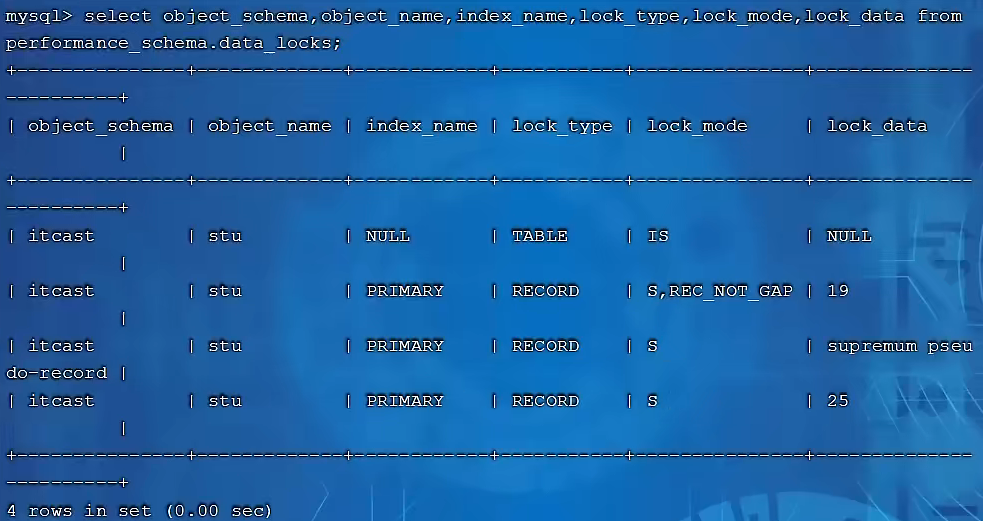 mysql> select object_schema,object_name,index_name,lock_type,lock_mode,lock_data from
performance_schema.data_locks;
+---------------+-------------+------------+-----------+---------------+--------------
----------+
| object_schema | object_name | index_name | lock_type | lock_mode     | lock_data
          |
+---------------+-------------+------------+-----------+---------------+--------------
----------+
| itcast        | stu         | NULL       | TABLE     | IS            | NULL
          |
| itcast        | stu         | PRIMARY    | RECORD    | S,REC_NOT_GAP | 19
          |
| itcast        | stu         | PRIMARY    | RECORD    | S             | supremum pseu
do-record |
| itcast        | stu         | PRIMARY    | RECORD    | S             | 25
          |
+---------------+-------------+------------+-----------+---------------+--------------
----------+
4 rows in set (0.00 sec)